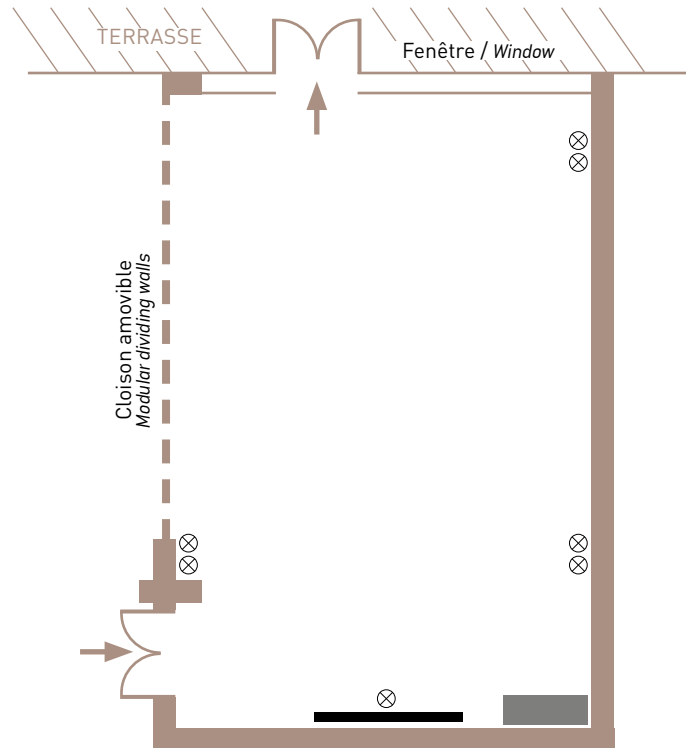 TERRASSE
Fenêtre / Window
Cloison amovible
Modular dividing walls